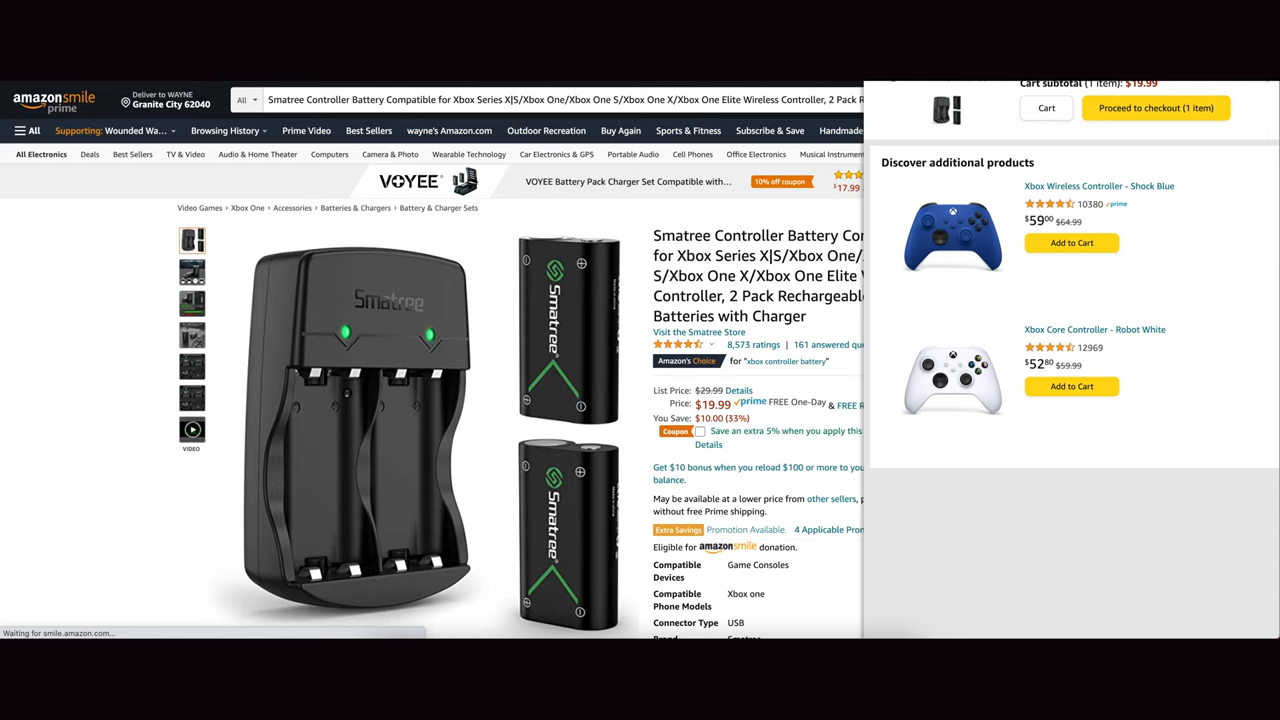 amazonsmile
prime
Deliver to WAYNE
Granite City 62040
All
Smatree Controller Battery Compatible for Xbox Series X|S/Xbox One/Xbox One S/Xbox One X/Xbox One Elite Wireless Controller, 2 Pack R
All
Supporting: Wounded Wa...
Browsing History
Prime Video
Best Sellers
wayne's Amazon.com
Outdoor Recreation
Buy Again
Sports & Fitness
Subscribe & Save
Handmade
All Electronics
Deals
Best Sellers
TV & Video
Audio & Home Theater
Computers
Camera & Photo
Wearable Technology
Car Electronics & GPS
Portable Audio
Cell Phones
Office Electronics
Musical Instrumen
VOYEE
VOYEE Battery Pack Charger Set Compatible with...
10% off coupon
$17.99
Video Games › Xbox One › Accessories › Batteries & Chargers › Battery & Charger Sets
VIDEO
Smatree
Smatree
Smatree
Smatree Controller Battery Co
for Xbox Series X|S/Xbox One/
S/Xbox One X/Xbox One Elite
Controller, 2 Pack Rechargeabl
Batteries with Charger
Visit the Smatree Store
8,573 ratings | 161 answered que
Amazon's Choice for "xbox controller battery"
List Price: $29.99 Details
Price: $19.99 prime FREE One-Day & FREE R
You Save: $10.00 (33%)
Coupon Save an extra 5% when you apply this
Details
Get $10 bonus when you reload $100 or more to you
balance.
May be available at a lower price from other sellers, p
without free Prime shipping.
Extra Savings Promotion Available. 4 Applicable Pro
Eligible for amazonsmile donation.
Compatible Devices Game Consoles
Compatible Phone Models Xbox one
Connector Type USB
Brand Smatree
Waiting for smile.amazon.com...
Cart subtotal (1 item): $19.99
Cart
Proceed to checkout (1 item)
Discover additional products
Xbox Wireless Controller - Shock Blue
10380 prime
$59.00 $64.99
Add to Cart
Xbox Core Controller - Robot White
12969
$52.80 $59.99
Add to Cart